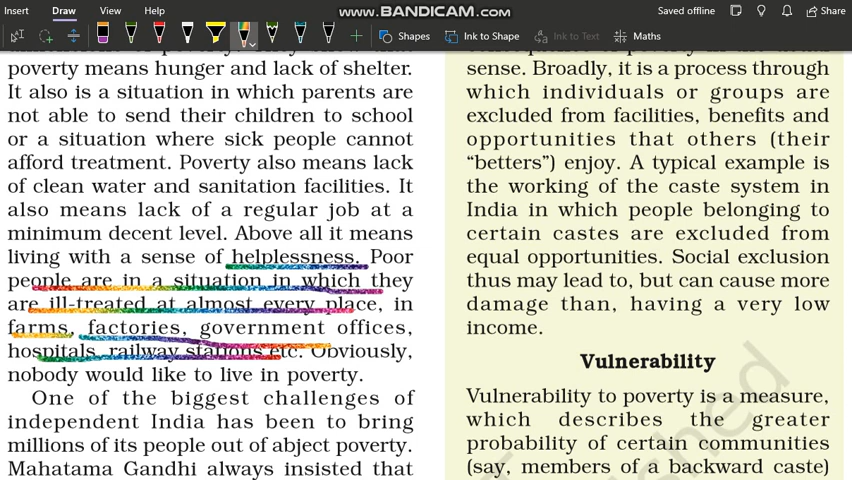 Insert Draw View Help
WWW.BANDICAM.COM
Saved offline
Share
Shapes Ink to Shape Ink to Text Maths
poverty means hunger and lack of shelter.
It also is a situation in which parents are
not able to send their children to school
or a situation where sick people cannot
afford treatment. Poverty also means lack
of clean water and sanitation facilities. It
also means lack of a regular job at a
minimum decent level. Above all it means
living with a sense of helplessness. Poor
people are in a situation in which they
are ill-treated at almost every place, in
farms, factories, government offices,
hospitals, railway stations etc. Obviously,
nobody would like to live in poverty.
One of the biggest challenges of
independent India has been to bring
millions of its people out of abject poverty.
Mahatama Gandhi always insisted that
sense. Broadly, it is a process through
which individuals or groups are
excluded from facilities, benefits and
opportunities that others (their
“betters”) enjoy. A typical example is
the working of the caste system in
India in which people belonging to
certain castes are excluded from
equal opportunities. Social exclusion
thus may lead to, but can cause more
damage than, having a very low
income.
Vulnerability
Vulnerability to poverty is a measure,
which describes the greater
probability of certain communities
(say, members of a backward caste)